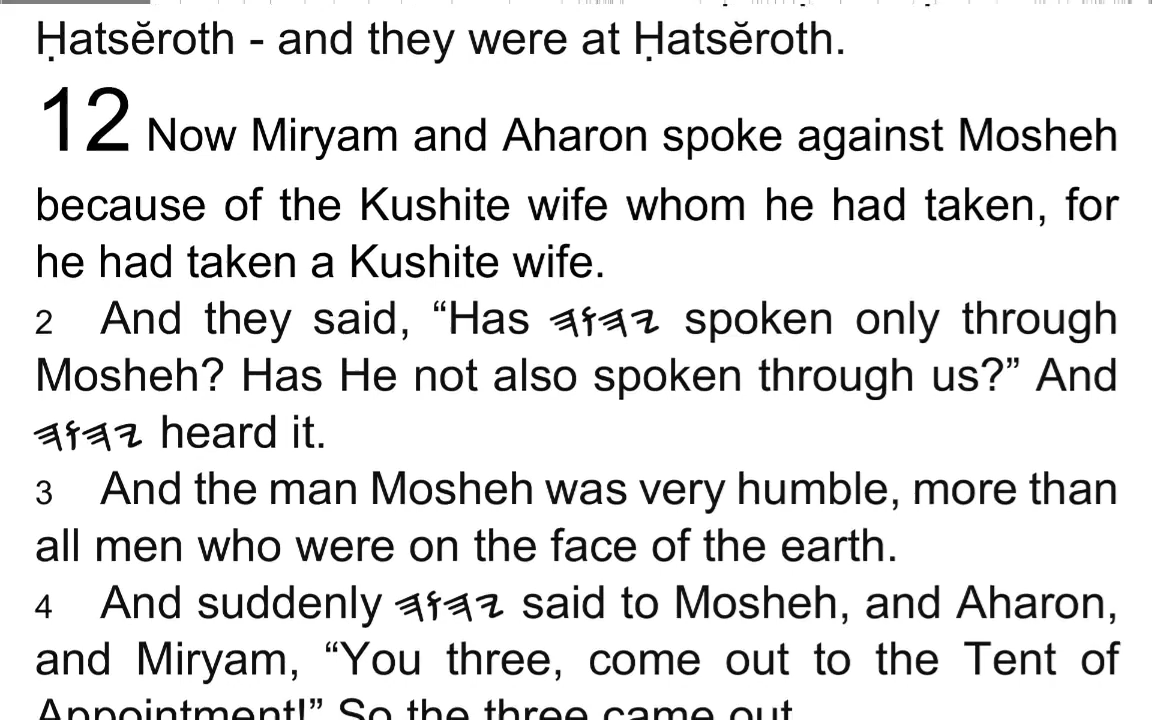 Ḥatsĕroth - and they were at Ḥatsĕroth.
12 Now Miryam and Aharon spoke against Mosheh
because of the Kushite wife whom he had taken, for
he had taken a Kushite wife.
2 And they said, “Has 𐤉𐤄𐤅𐤄 spoken only through
Mosheh? Has He not also spoken through us?” And
𐤉𐤄𐤅𐤄 heard it.
3 And the man Mosheh was very humble, more than
all men who were on the face of the earth.
4 And suddenly 𐤉𐤄𐤅𐤄 said to Mosheh, and Aharon,
and Miryam, “You three, come out to the Tent of
Appointment!” So the three came out.